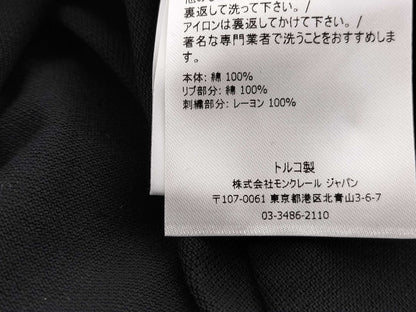 裏返して洗って下さい。/
アイロンは裏返してかけて下さい。/
著名な専門業者で洗うことをおすすめしま
す。
本体: 綿 100%
リブ部分: 綿 100%
刺繍部分: レーヨン 100%
トルコ製
株式会社モンクレール ジャパン
〒107-0061 東京都港区北青山3-6-7
03-3486-2110